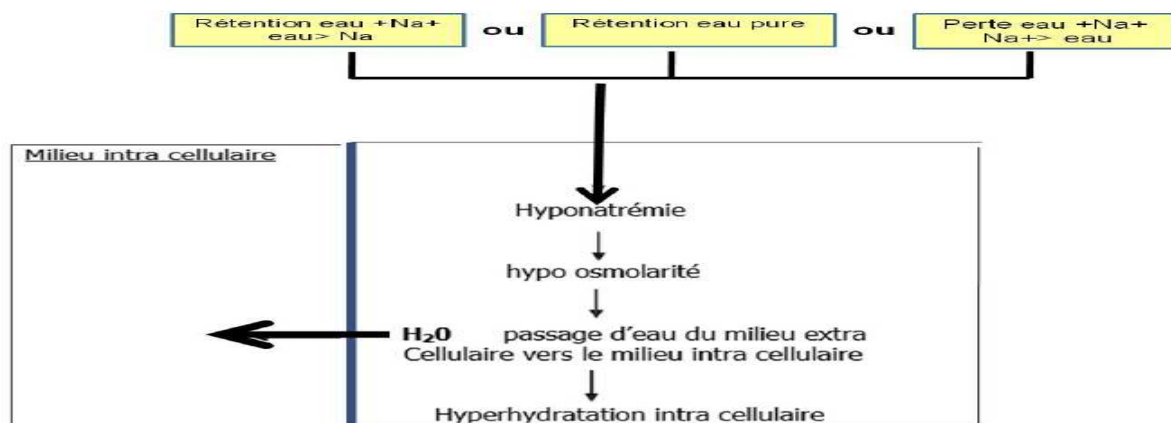 Rétention eau +Na+
eau> Na
ou
Rétention eau pure
ou
Perte eau +Na+
Na+> eau
Milieu intra cellulaire
Hyponatrémie
hypo osmolarité
H₂0 passage d'eau du milieu extra
Cellulaire vers le milieu intra cellulaire
Hyperhydratation intra cellulaire